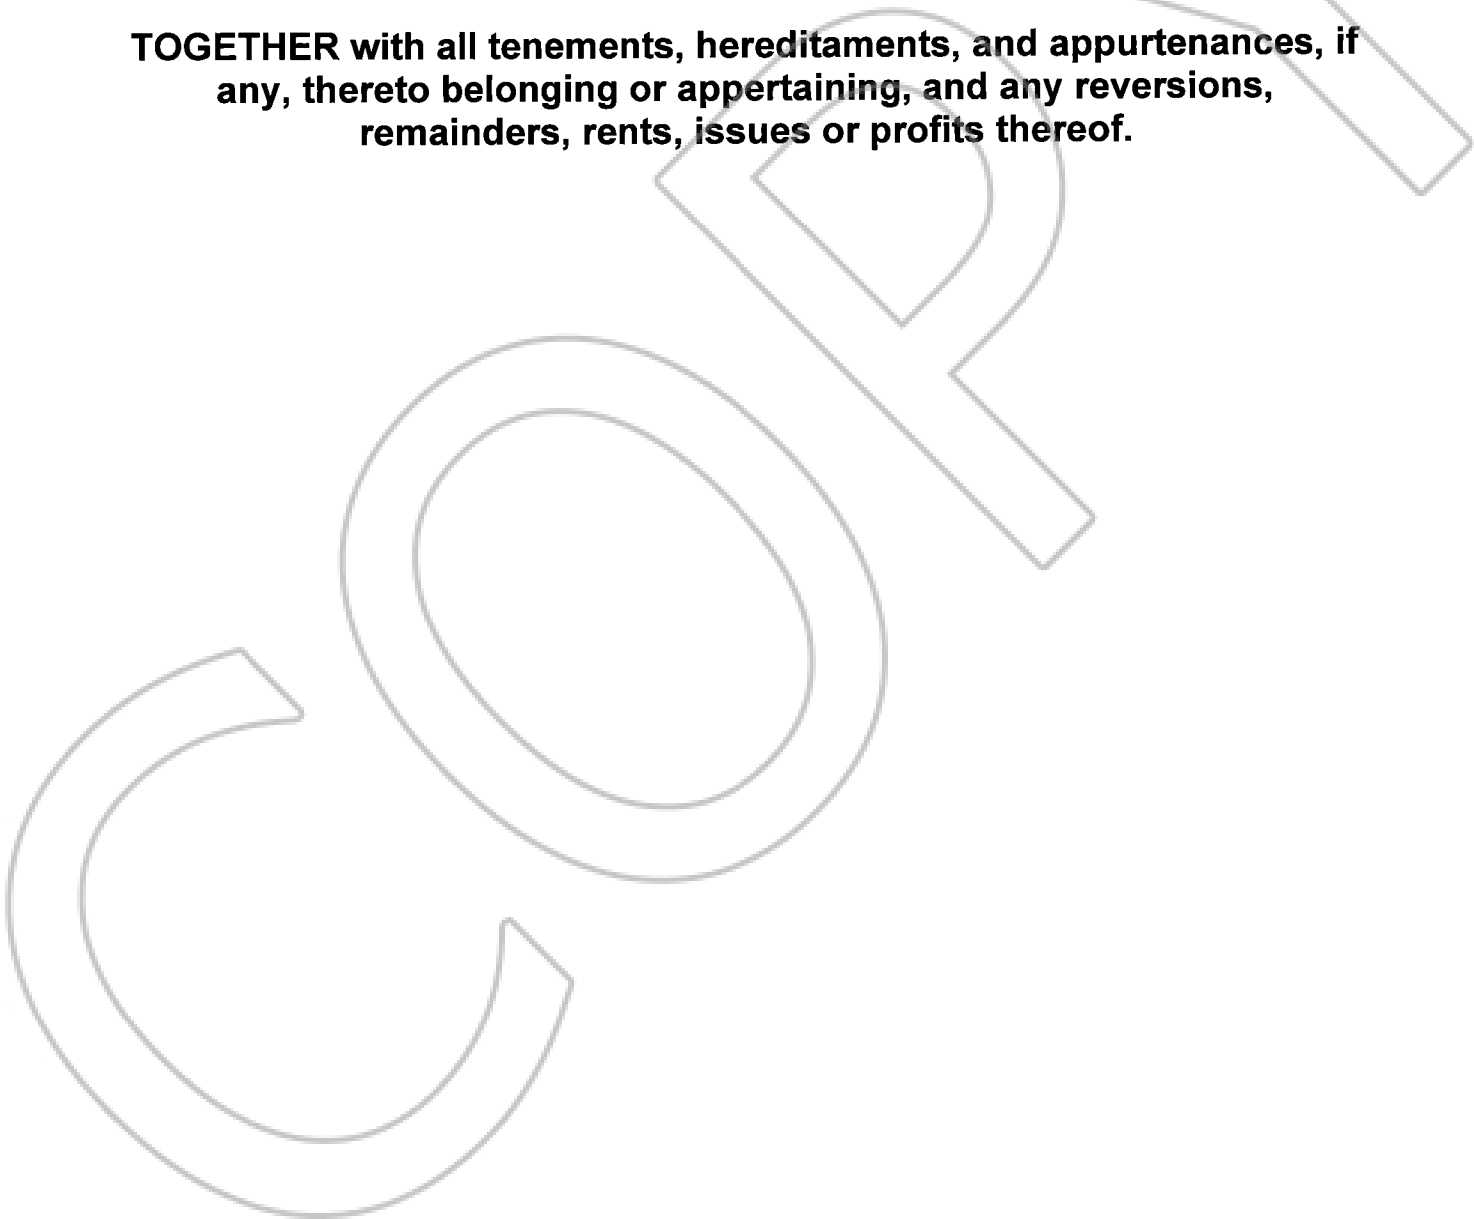 TOGETHER with all tenements, hereditaments, and appurtenances, if
any, thereto belonging or appertaining, and any reversions,
remainders, rents, issues or profits thereof.
COPY